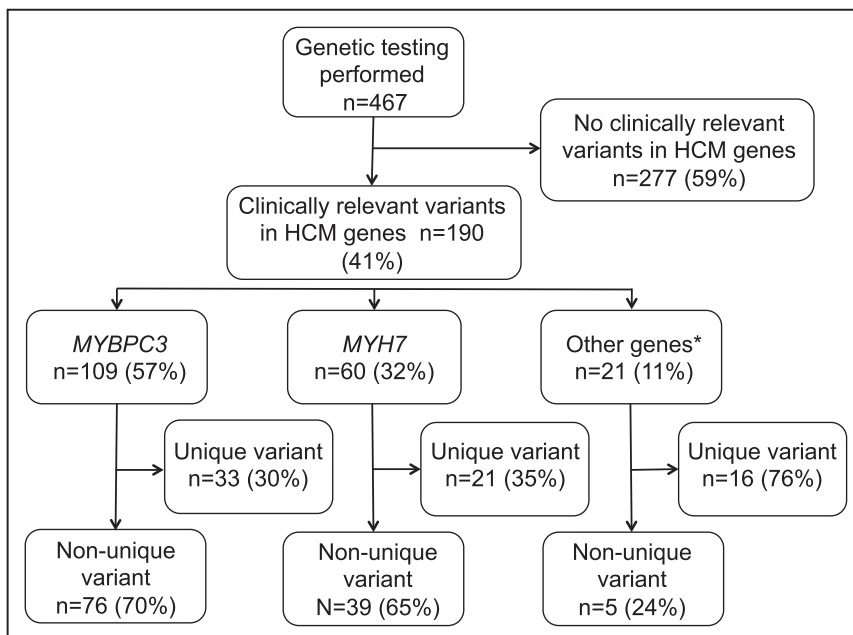 Genetic testing
performed
n=467
No clinically relevant
variants in HCM genes
n=277 (59%)
Clinically relevant variants
in HCM genes n=190
(41%)
MYBPC3
n=109 (57%)
MYH7
n=60 (32%)
Other genes*
n=21 (11%)
Unique variant
n=33 (30%)
Unique variant
n=21 (35%)
Unique variant
n=16 (76%)
Non-unique
variant
n=76 (70%)
Non-unique
variant
N=39 (65%)
Non-unique
variant
n=5 (24%)